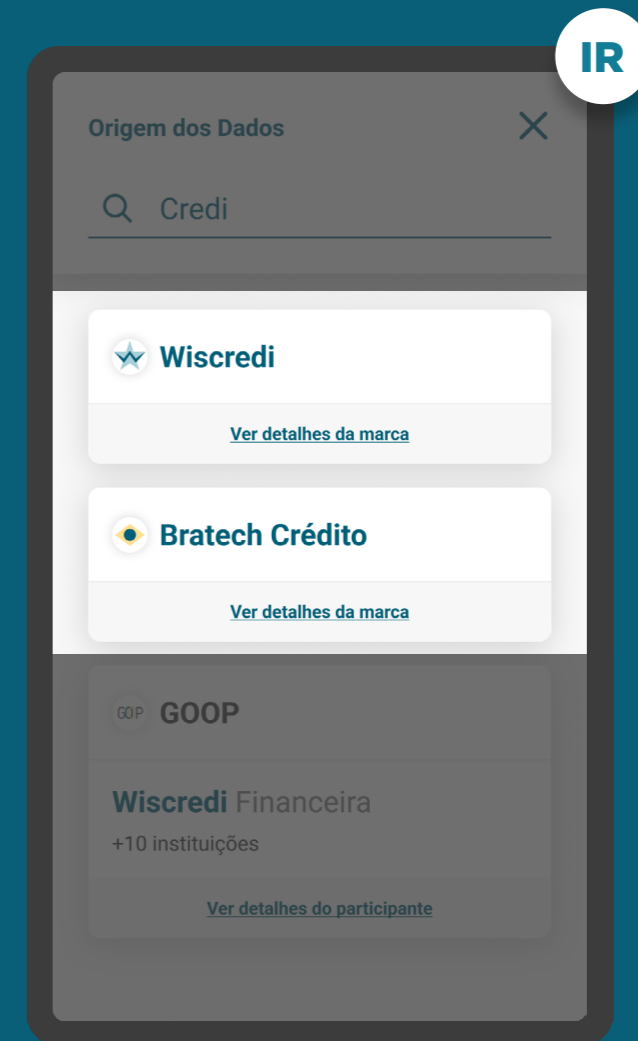 IR
Origem dos Dados
Credi
Wiscredi
Ver detalhes da marca
Bratech Crédito
Ver detalhes da marca
GOOP GOOP
Wiscredi Financeira
+10 instituições
Ver detalhes do participante